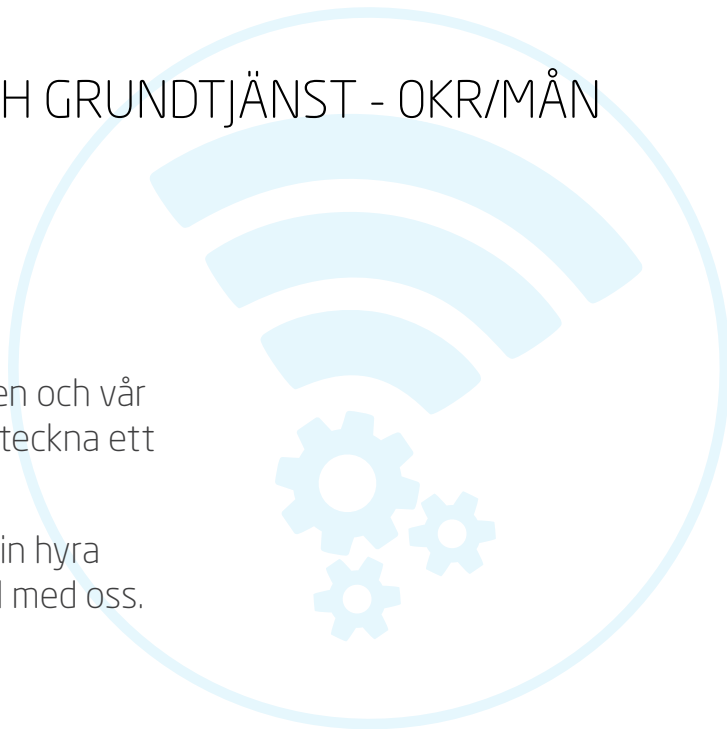 H GRUNDTJÄNST - 0KR/MÅN
en och vår
teckna ett
in hyra
l med oss.